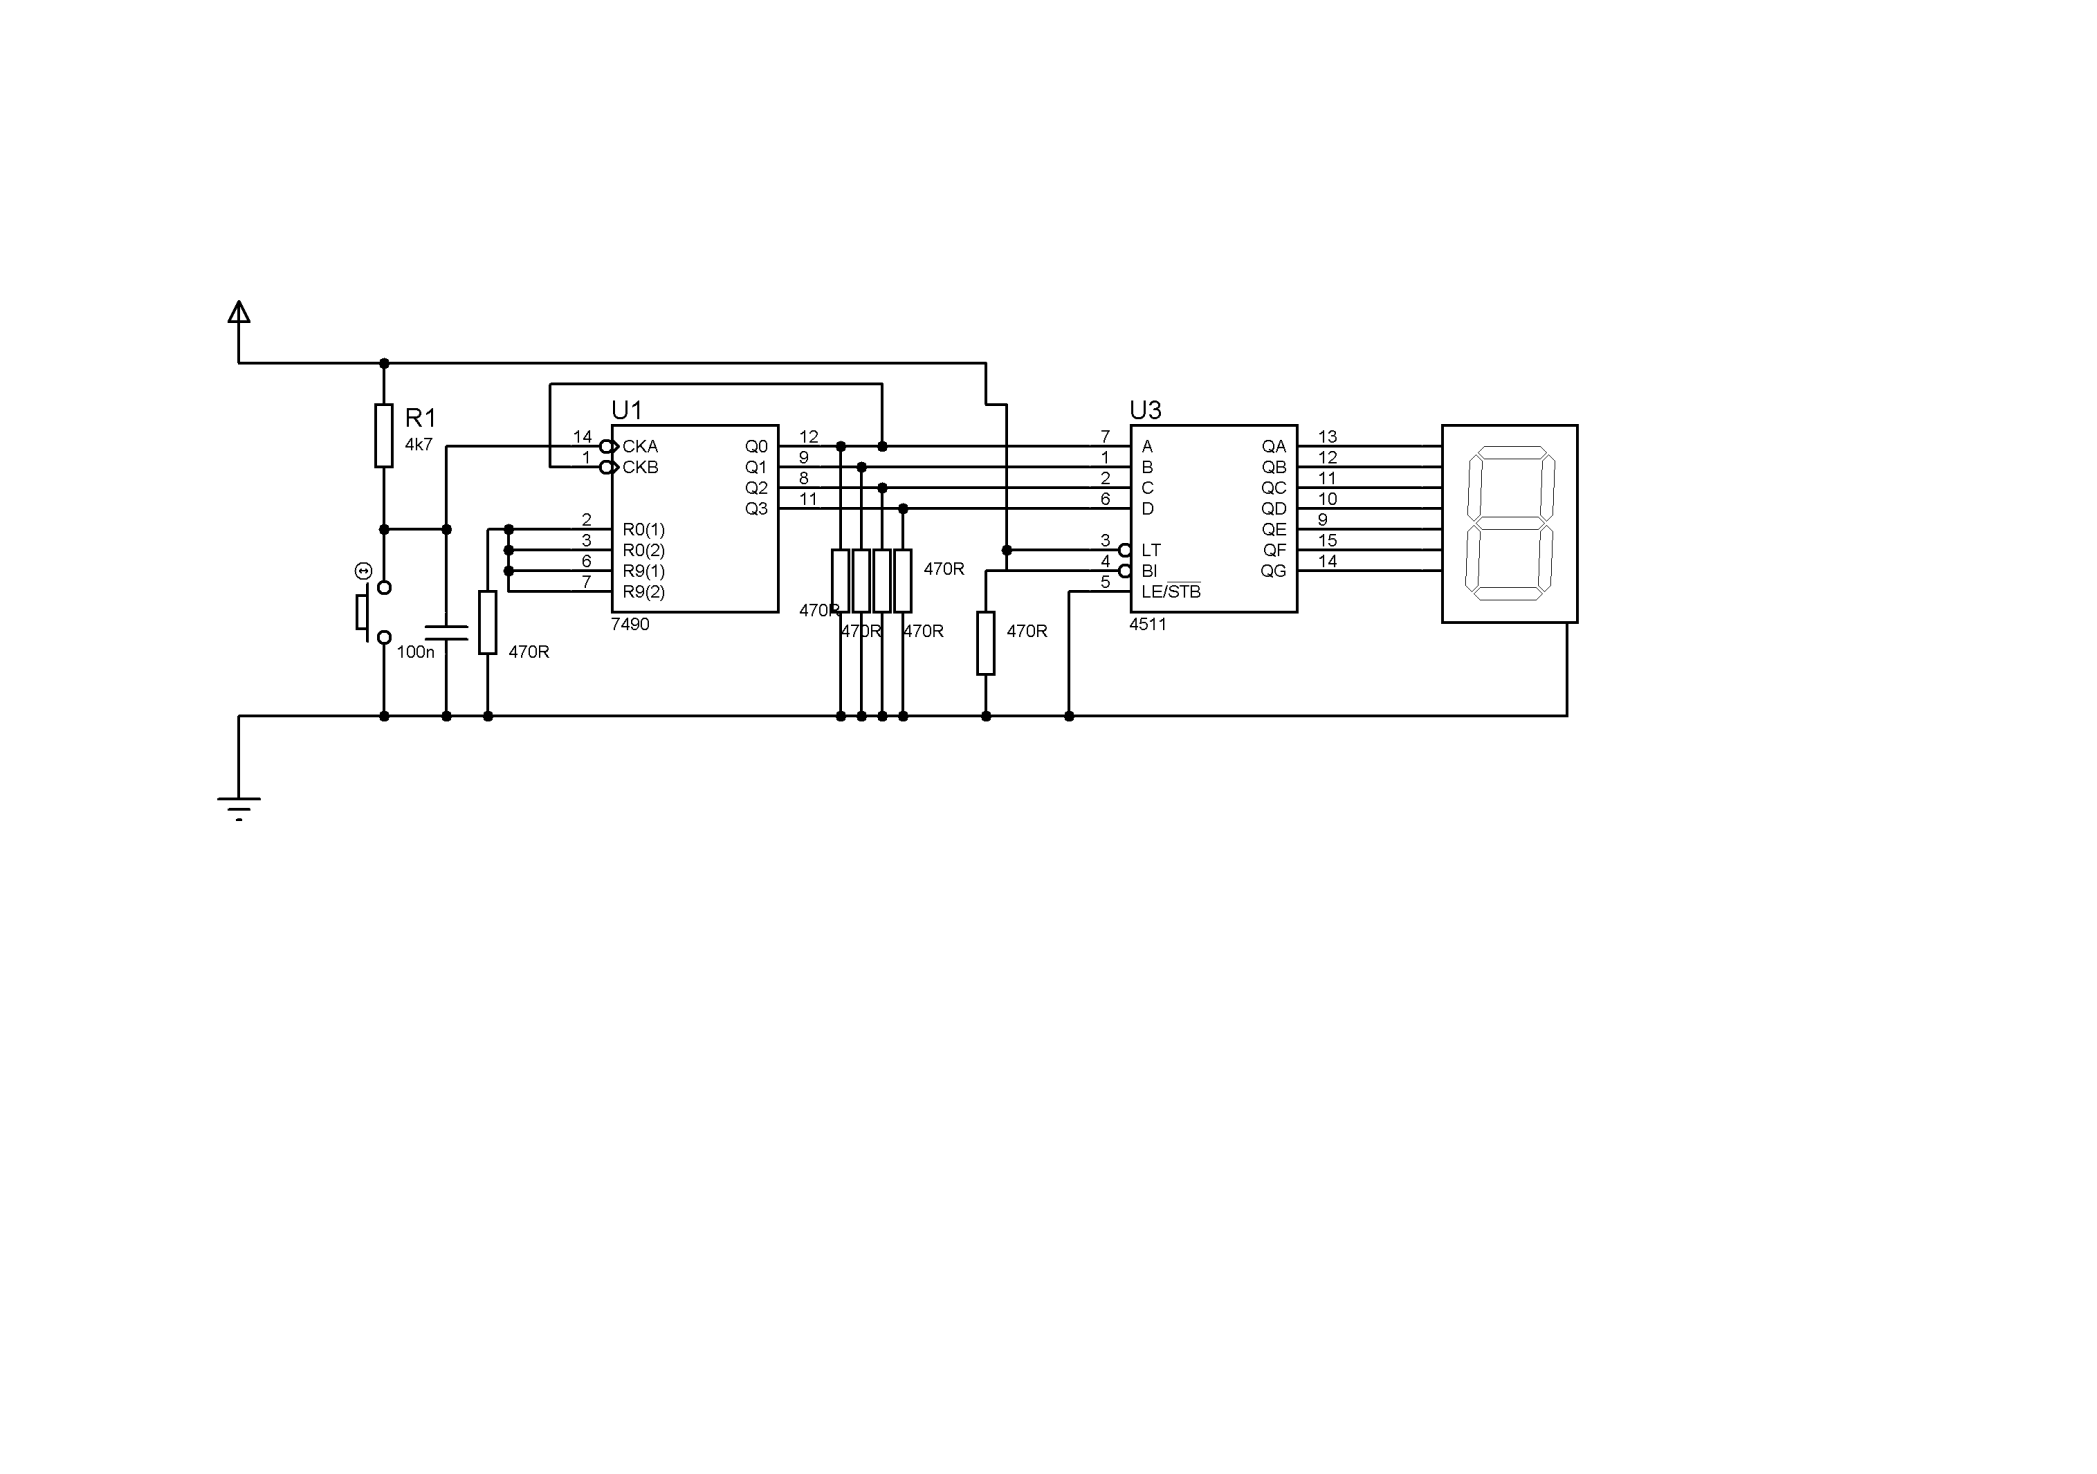 R1
4k7
100n
470R
U1
14 CKA Q0 12
1 CKB Q1 9
Q2 8
Q3 11
2 R0(1)
3 R0(2)
6 R9(1)
7 R9(2)
7490
470R
470R
470R
470R
470R
U3
7 A QA 13
1 B QB 12
2 C QC 11
6 D QD 10
QE 9
3 LT QF 15
4 BI QG 14
5 LE/STB
4511